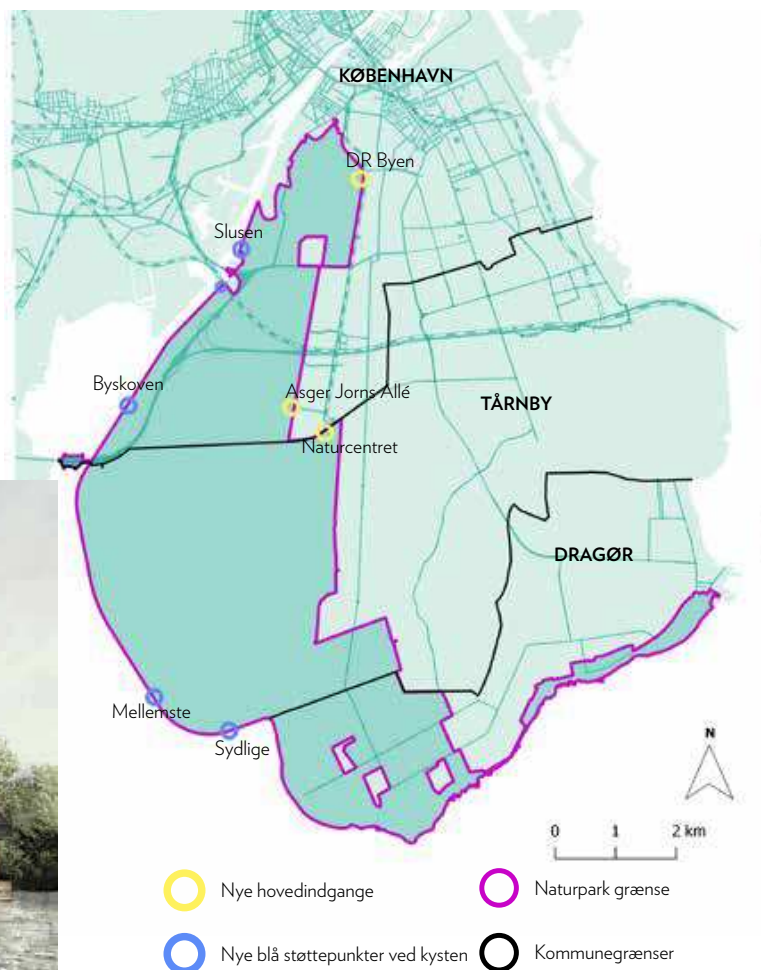 KØBENHAVN
DR Byen
Slusen
Byskoven
Asger Jorns Allé
TÅRNBY
Naturcentret
DRAGØR
Mellemste
Sydlige
N
0 1 2 km
Nye hovedindgange
Naturpark grænse
Nye blå støttepunkter ved kysten
Kommunegrænser